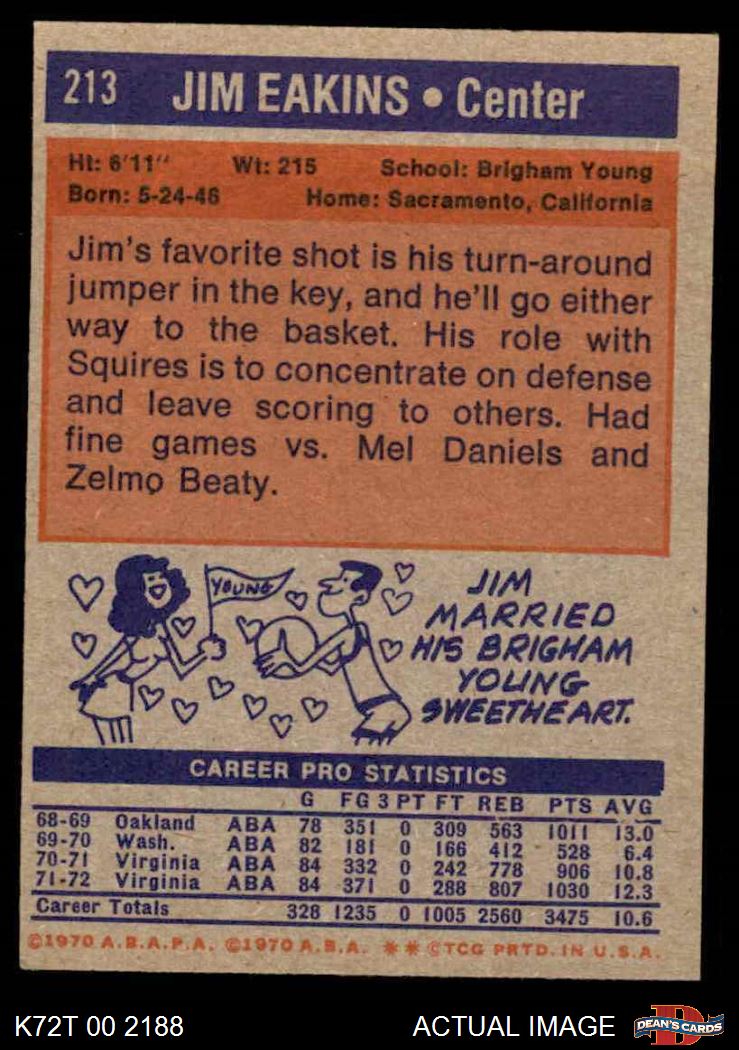 213 JIM EAKINS • Center
Ht: 6'11" Wt: 215 School: Brigham Young
Born: 5-24-46 Home: Sacramento, California
Jim's favorite shot is his turn-around
jumper in the key, and he'll go either
way to the basket. His role with
Squires is to concentrate on defense
and leave scoring to others. Had
fine games vs. Mel Daniels and
Zelmo Beaty.
YOUNG
JIM
MARRIED
HIS BRIGHAM
YOUNG
SWEETHEART.
CAREER PRO STATISTICS
G FG 3 PT FT REB PTS AVG
68-69 Oakland ABA 78 351 0 309 563 1011 13.0
69-70 Wash. ABA 82 181 0 166 412 528 6.4
70-71 Virginia ABA 84 332 0 242 778 906 10.8
71-72 Virginia ABA 84 371 0 288 807 1030 12.3
Career Totals 328 1235 0 1005 2560 3475 10.6
©1970 A.B.A.P.A. ©1970 A.B.A. ** ©TCG PRTD. IN U.S.A.
K72T 00 2188 ACTUAL IMAGE D DEAN'S CARDS